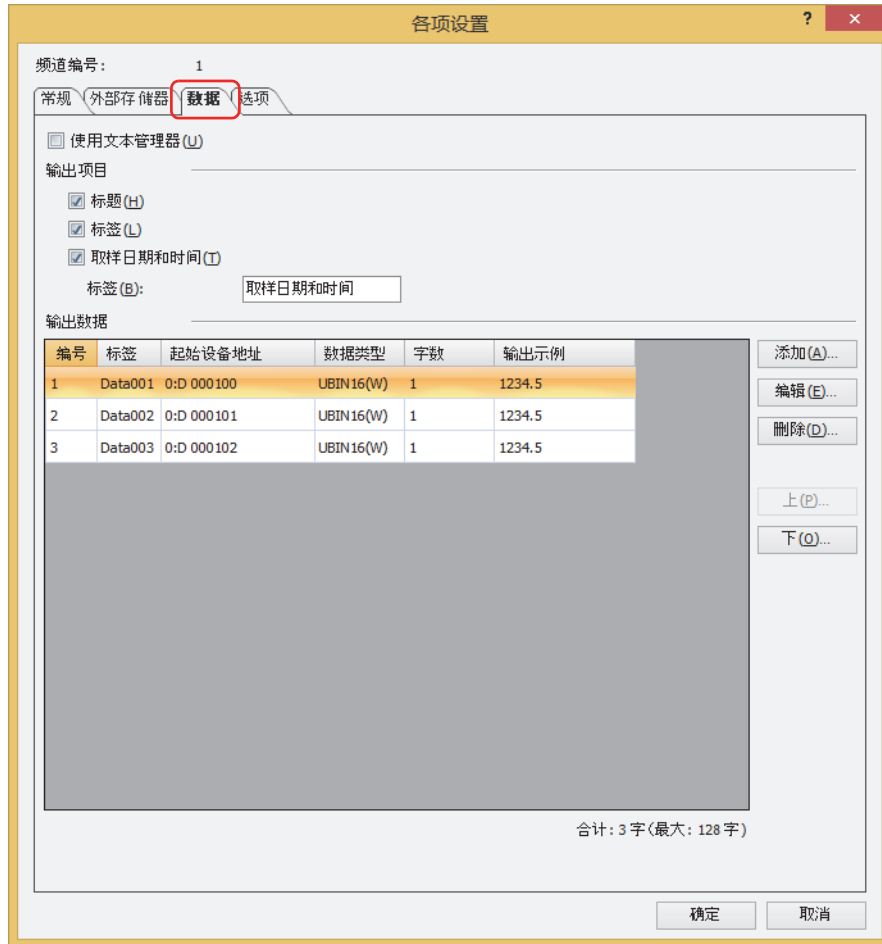 各项设置
?
×
频道编号: 1
常规 外部存储器 数据 选项
使用文本管理器(U)
输出项目
标题(H)
标签(L)
取样日期和时间(T)
标签(B): 取样日期和时间
输出数据
编号 标签 起始设备地址 数据类型 字数 输出示例
1 Data001 0:D 000100 UBIN16(W) 1 1234.5
2 Data002 0:D 000101 UBIN16(W) 1 1234.5
3 Data003 0:D 000102 UBIN16(W) 1 1234.5
添加(A)...
编辑(E)...
删除(D)...
上(P)...
下(O)...
合计: 3 字(最大: 128 字)
确定 取消